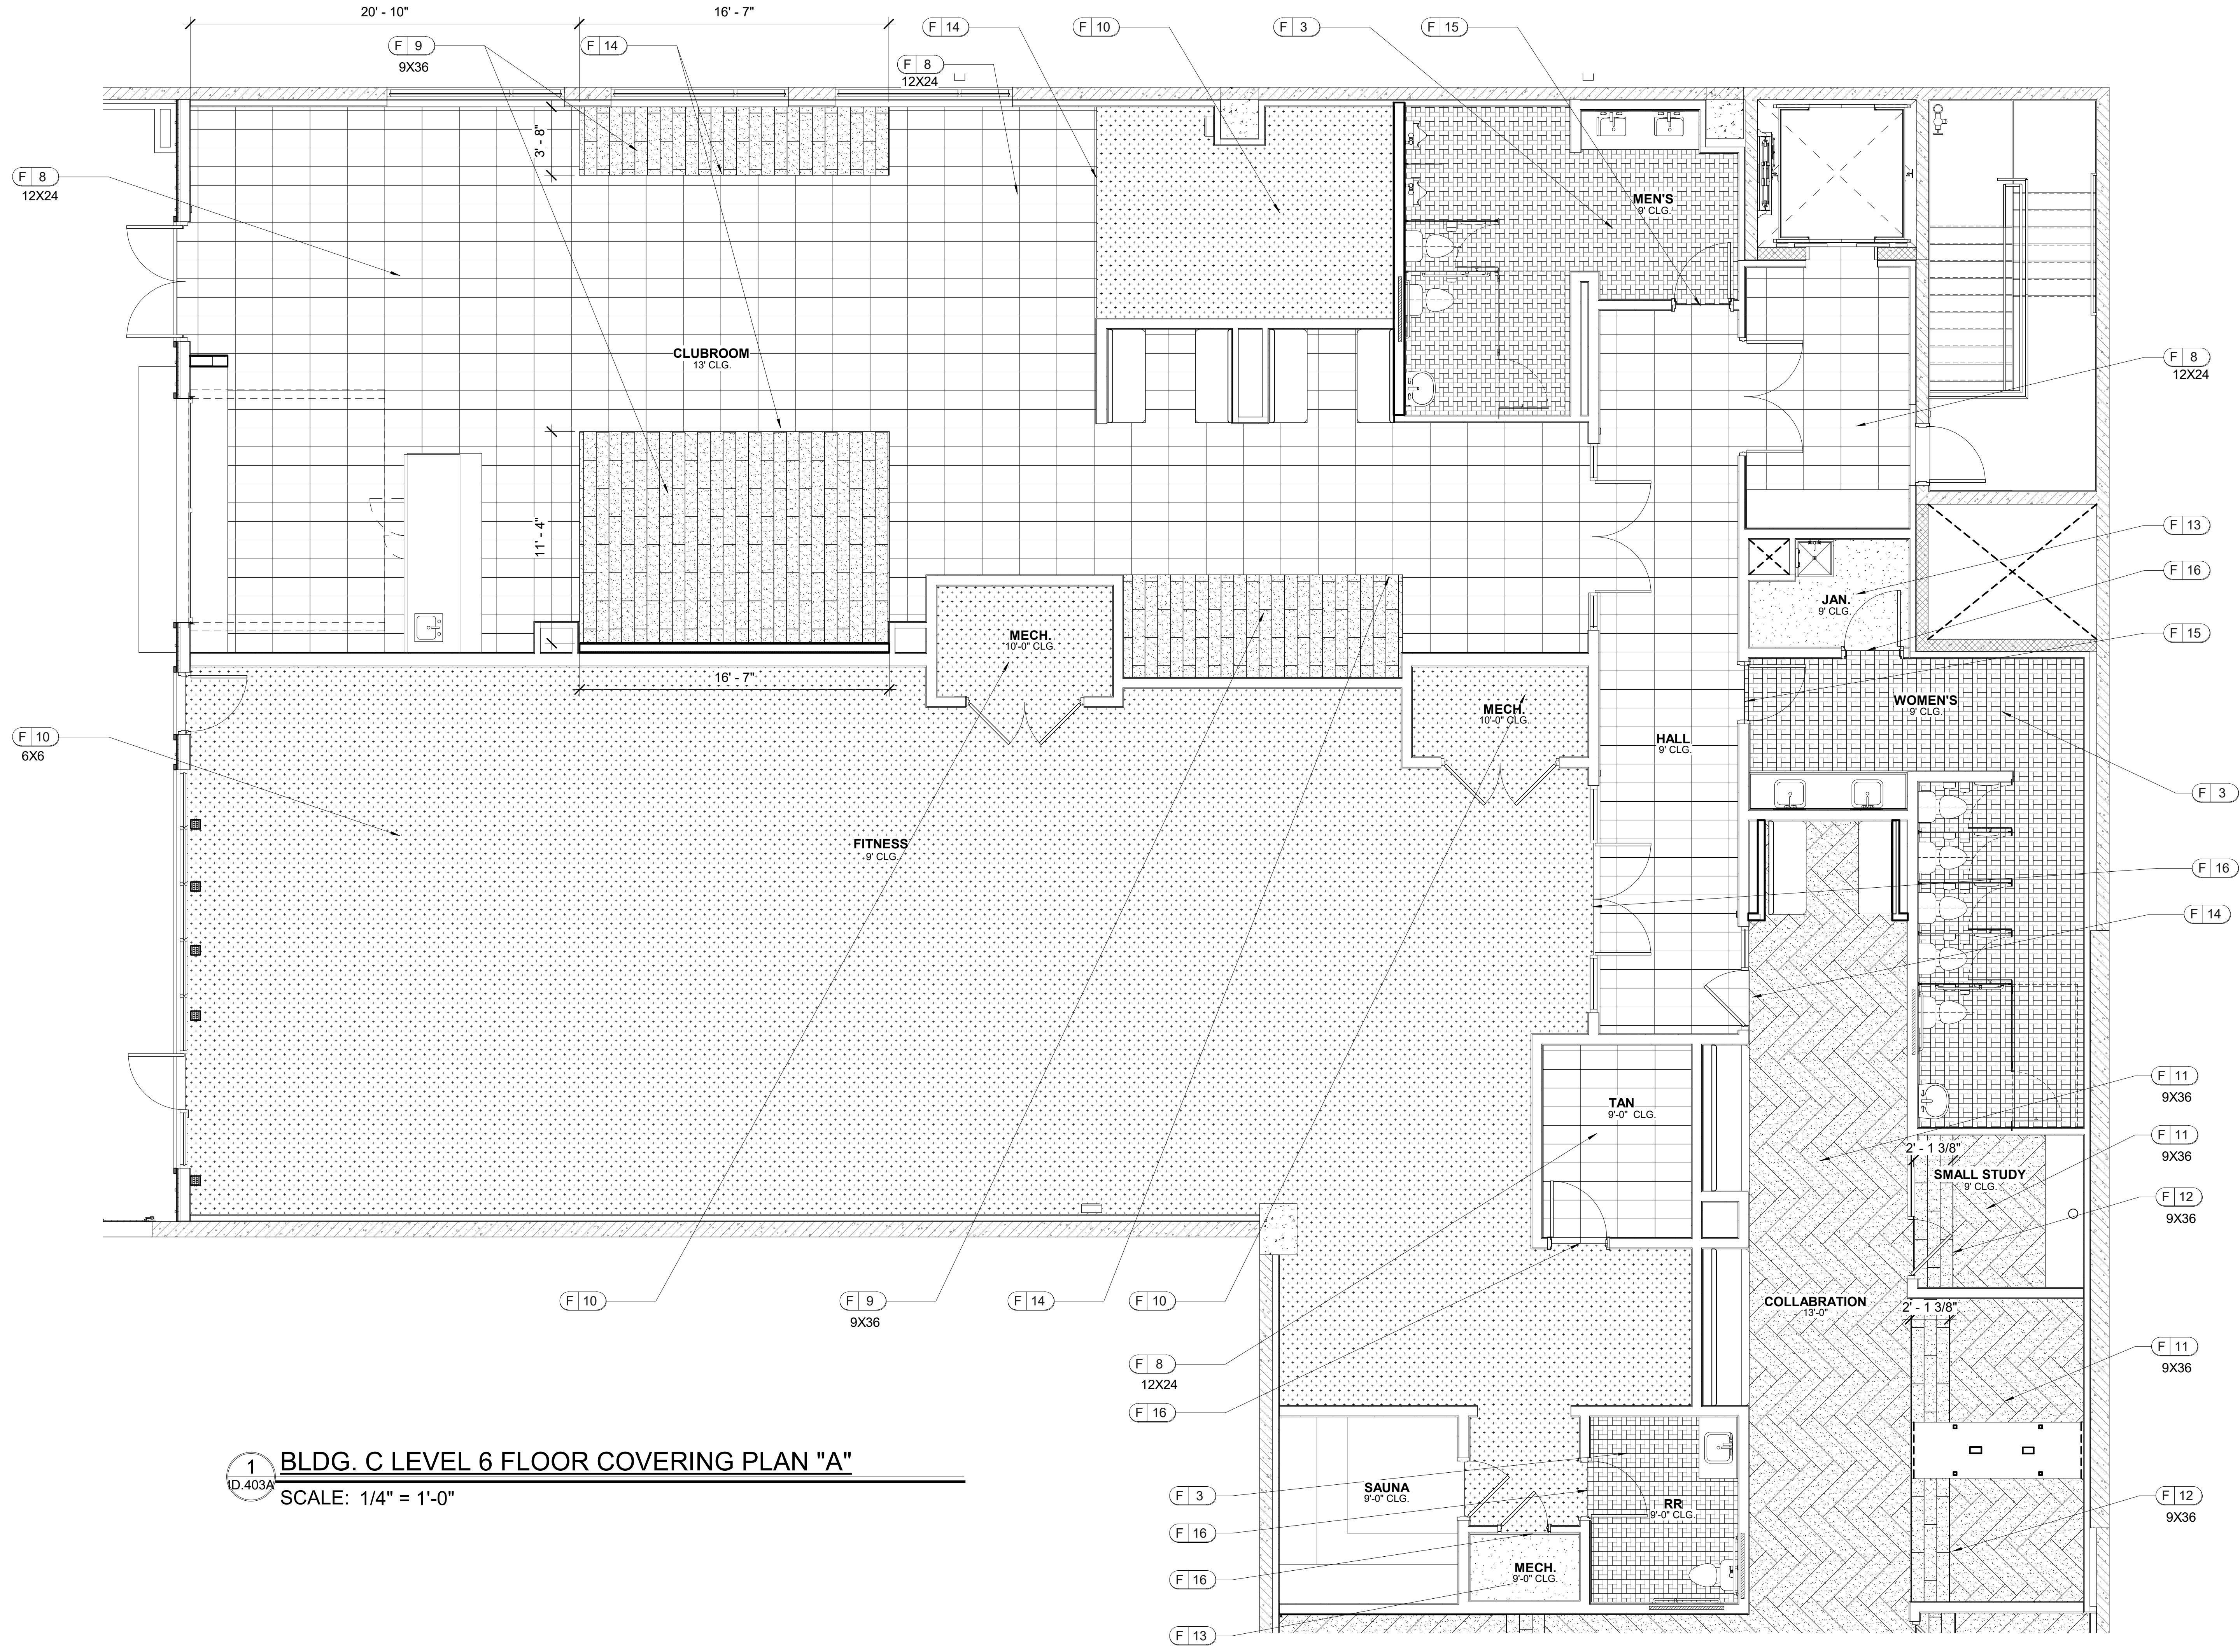 20' - 10"
16' - 7"
F 9
9X36
F 14
F 14
F 8
12X24
F 10
F 3
F 15
3' - 8"
F 8
12X24
MEN'S
9' CLG.
CLUBROOM
13' CLG.
F 8
12X24
11' - 4"
F 13
F 16
JAN.
9' CLG.
F 15
MECH.
10'-0" CLG.
16' - 7"
MECH.
10'-0" CLG.
WOMEN'S
9' CLG.
F 10
6X6
HALL
9' CLG.
F 3
FITNESS
9' CLG.
F 16
F 14
TAN
9'-0" CLG.
F 11
9X36
F 11
9X36
2' - 1 3/8"
SMALL STUDY
9' CLG.
F 12
9X36
F 10
F 9
9X36
F 14
F 10
COLLABRATION
13'-0"
2' - 1 3/8"
F 11
9X36
F 8
12X24
F 16
1
ID.403A
BLDG. C LEVEL 6 FLOOR COVERING PLAN "A"
SCALE: 1/4" = 1'-0"
SAUNA
9'-0" CLG.
F 3
RR
9'-0" CLG.
F 12
9X36
F 16
F 16
MECH.
9'-0" CLG.
F 13